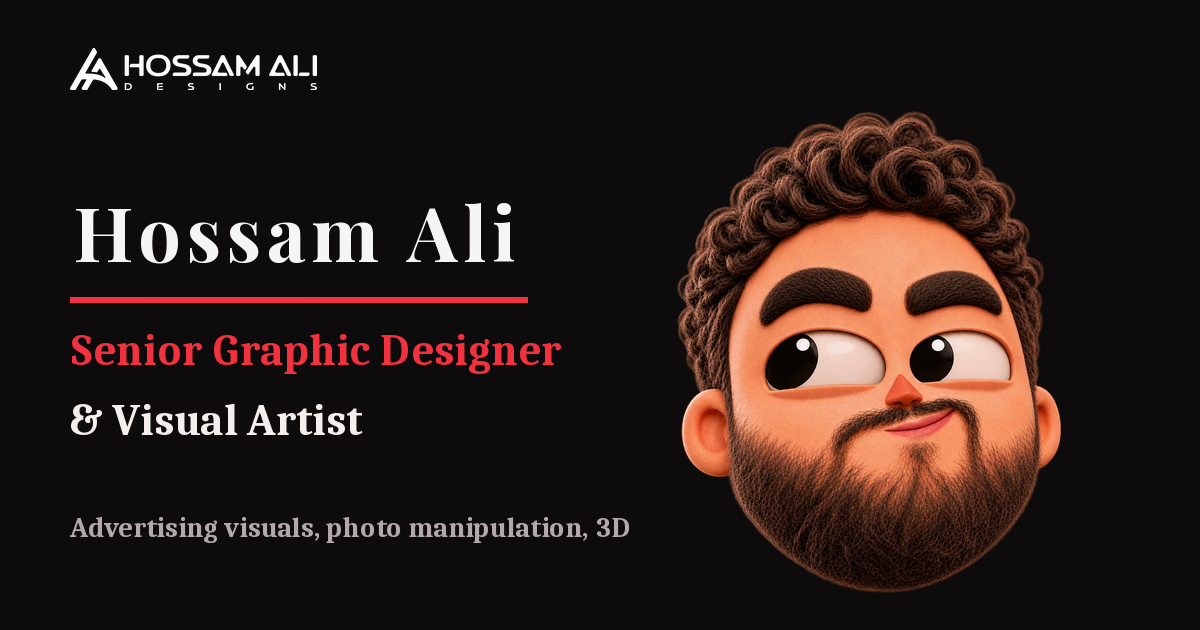 HOSSAM ALI
DESIGNS
Hossam Ali
Senior Graphic Designer
& Visual Artist
Advertising visuals, photo manipulation, 3D